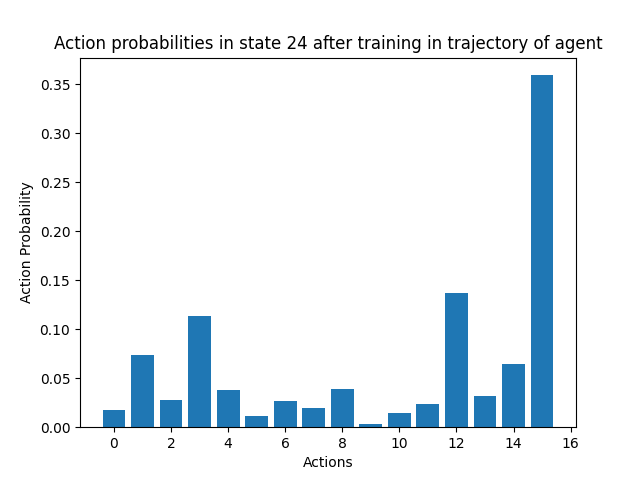 Action probabilities in state 24 after training in trajectory of agent
0.35
0.30
0.25
0.20
0.15
0.10
0.05
0.00
Action Probability
0 2 4 6 8 10 12 14 16
Actions